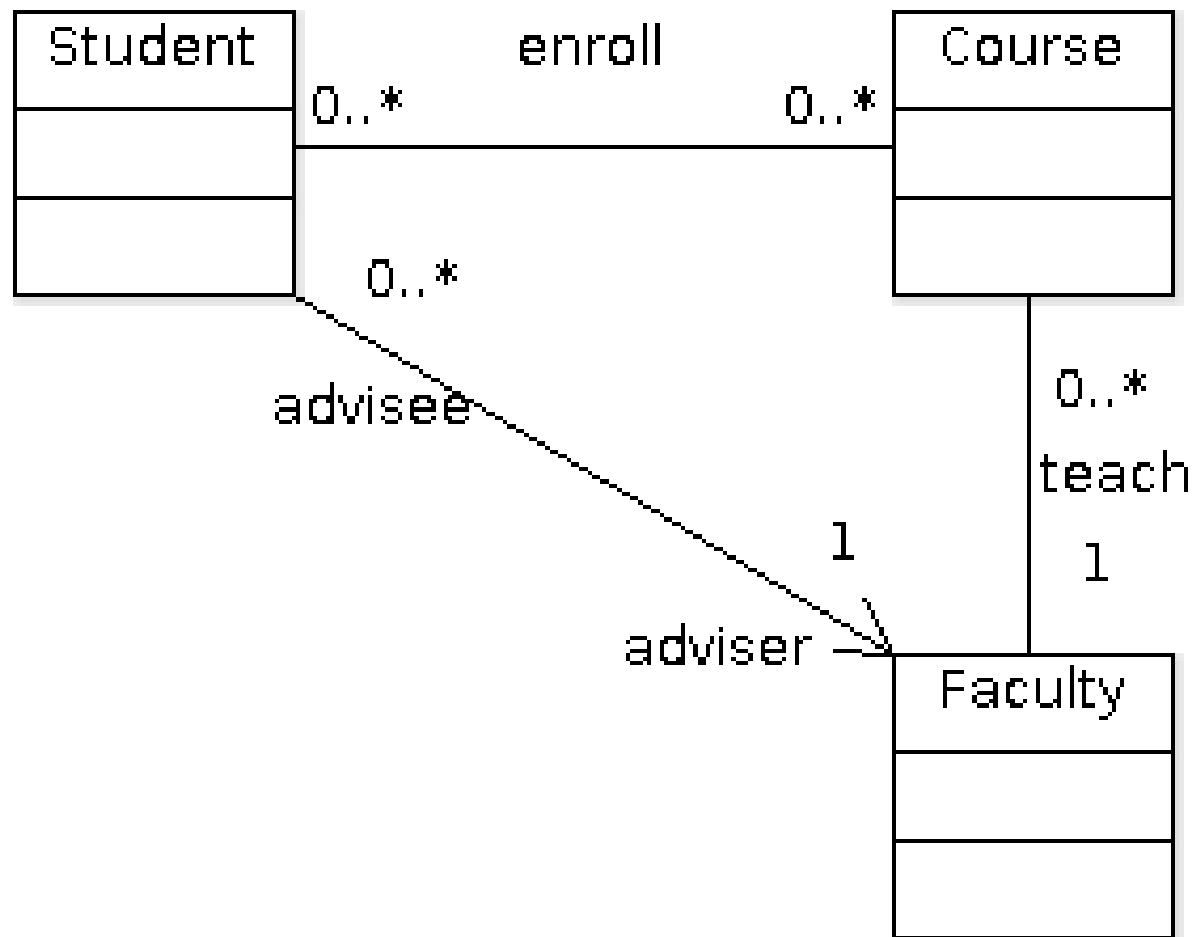 Student
enroll
Course
0..*
0..*
0..*
advisee
0..*
teach
1
1
adviser
Faculty